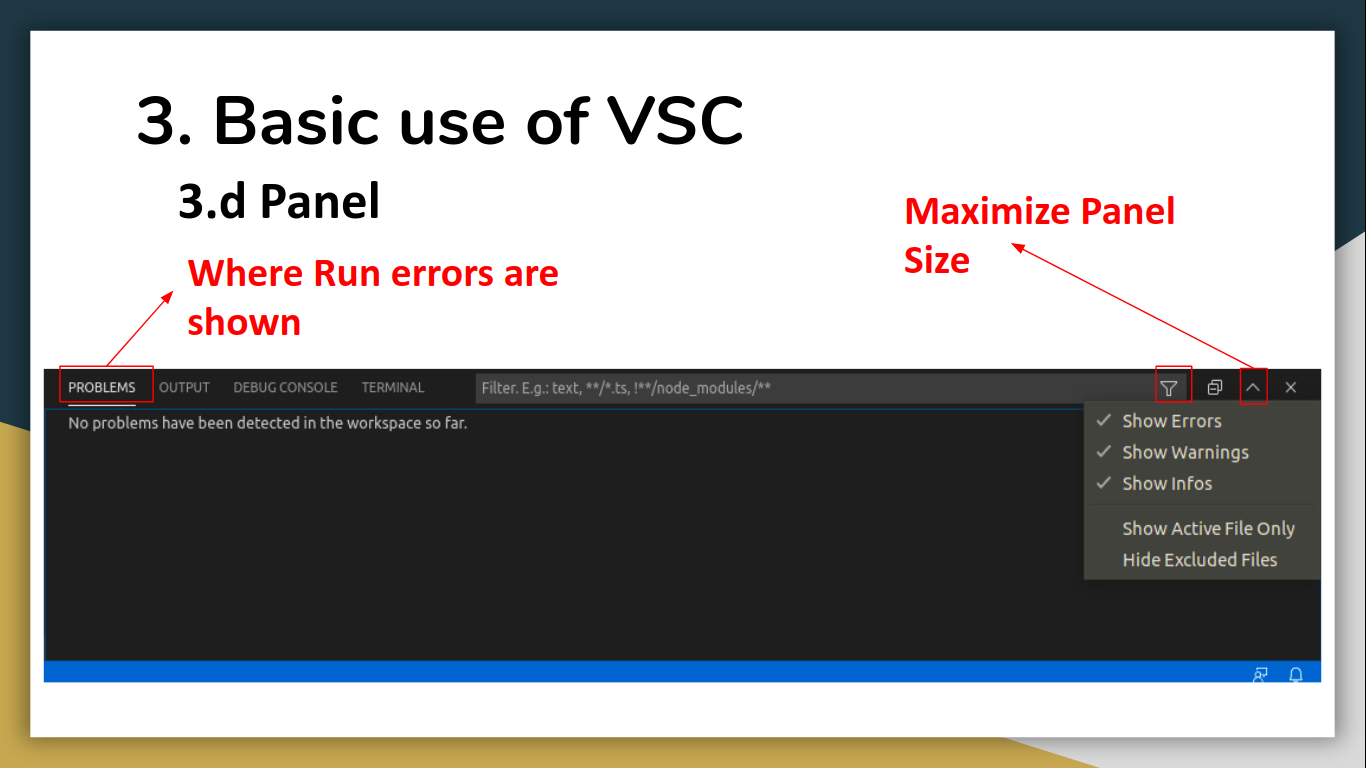 3. Basic use of VSC
3.d Panel
Where Run errors are
shown
Maximize Panel
Size
PROBLEMS OUTPUT DEBUG CONSOLE TERMINAL Filter. E.g.: text, **/*.ts, !**/node_modules/**
No problems have been detected in the workspace so far.
Show Errors
Show Warnings
Show Infos
Show Active File Only
Hide Excluded Files